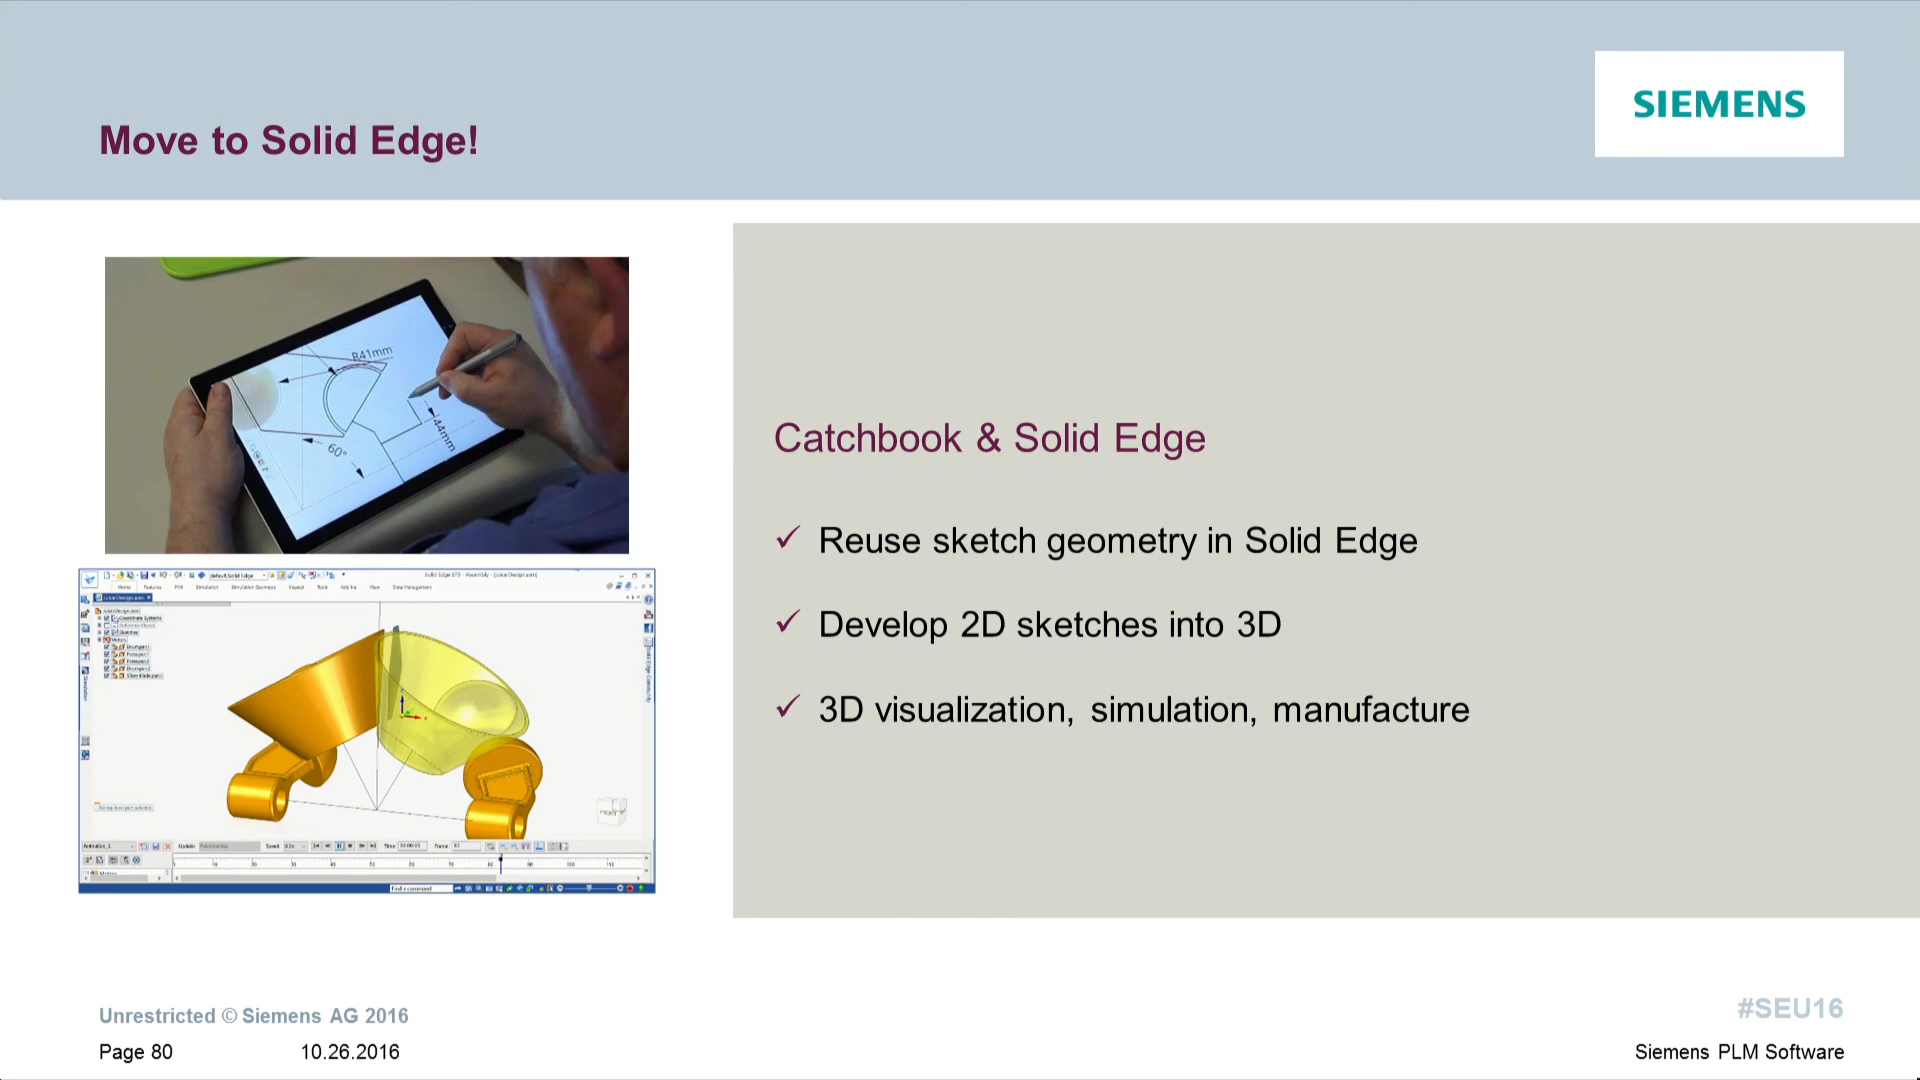 SIEMENS
Move to Solid Edge!
R41mm
60°
44mm
Catchbook & Solid Edge
✓ Reuse sketch geometry in Solid Edge
✓ Develop 2D sketches into 3D
✓ 3D visualization, simulation, manufacture
Find a command
Unrestricted © Siemens AG 2016
#SEU16
Page 80
10.26.2016
Siemens PLM Software